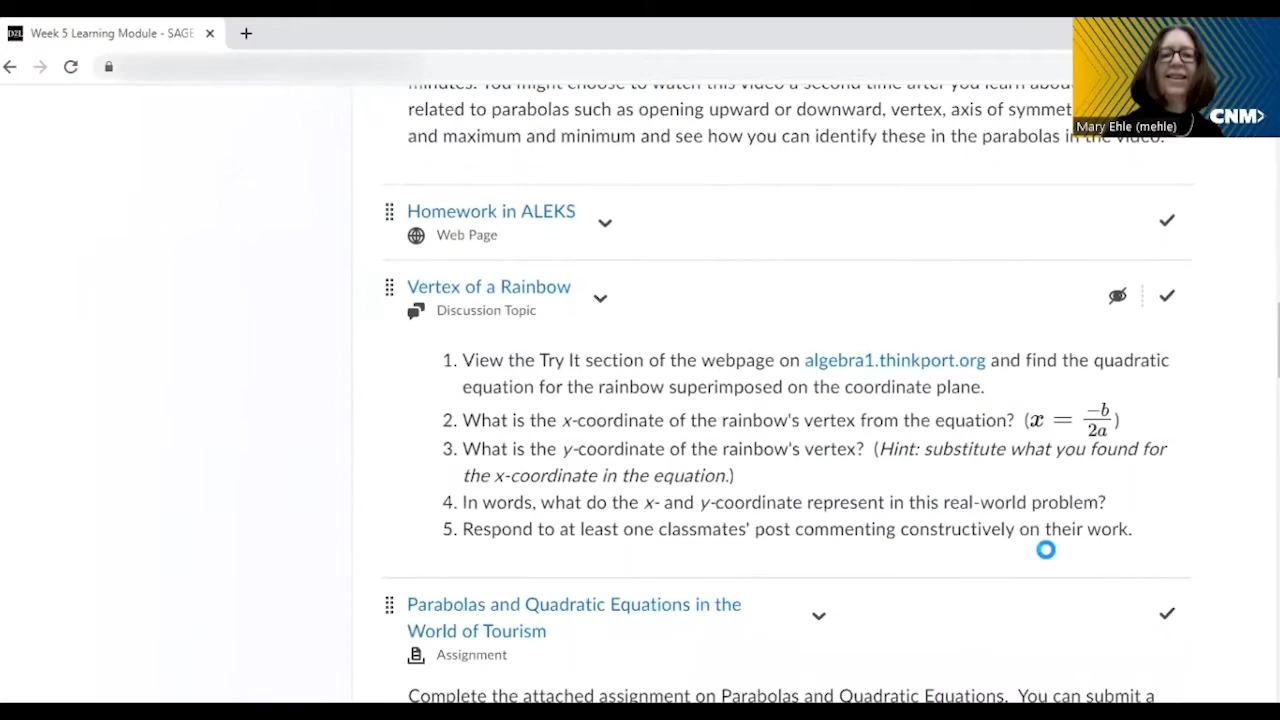 Week 5 Learning Module - SAGE
related to parabolas such as opening upward or downward, vertex, axis of symmet
and maximum and minimum and see how you can identify these in the parabolas in the video.
Mary Ehle (mehle)
CNM
Homework in ALEKS
Web Page
Vertex of a Rainbow
Discussion Topic
1. View the Try It section of the webpage on algebra1.thinkport.org and find the quadratic
equation for the rainbow superimposed on the coordinate plane.
2. What is the x-coordinate of the rainbow's vertex from the equation? (x = -b/2a)
3. What is the y-coordinate of the rainbow's vertex? (Hint: substitute what you found for
the x-coordinate in the equation.)
4. In words, what do the x- and y-coordinate represent in this real-world problem?
5. Respond to at least one classmates' post commenting constructively on their work.
Parabolas and Quadratic Equations in the
World of Tourism
Assignment
Complete the attached assignment on Parabolas and Quadratic Equations. You can submit a